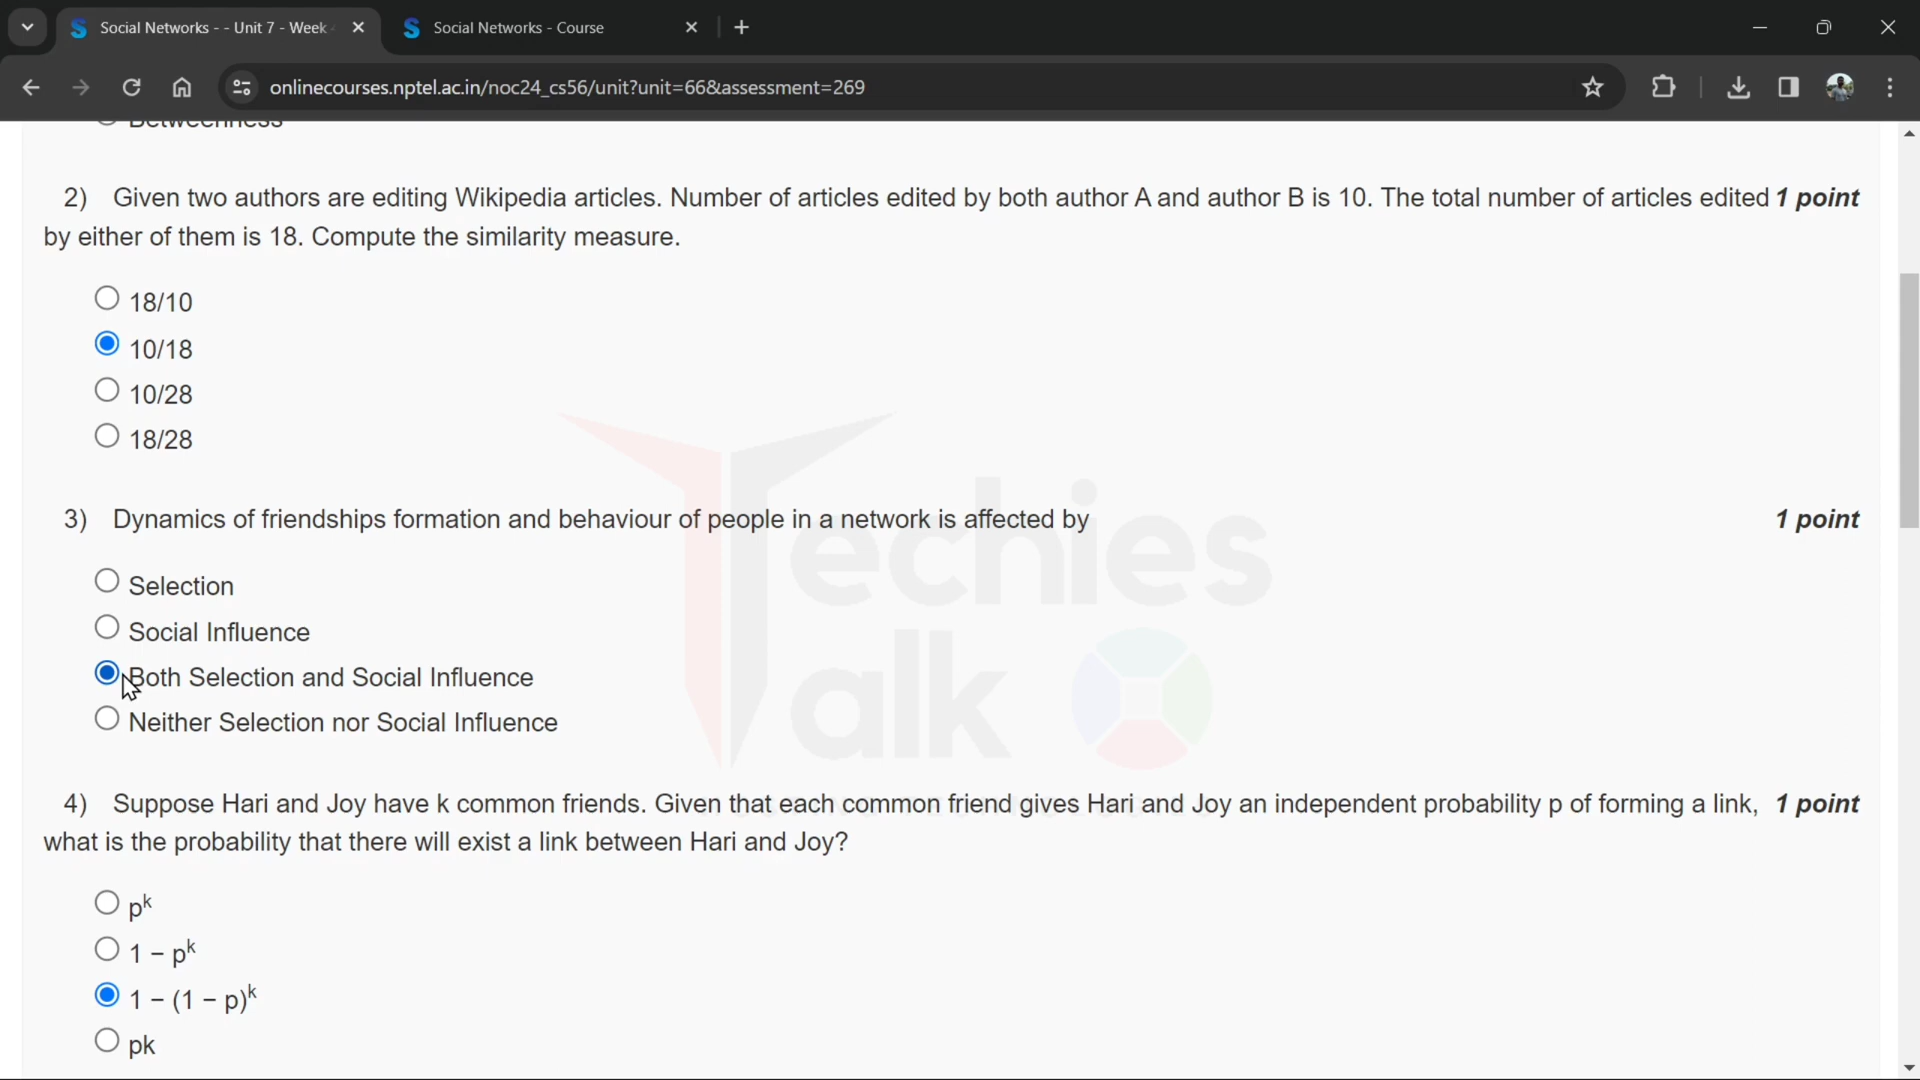 Social Networks - - Unit 7 - Week
Social Networks - Course
onlinecourses.nptel.ac.in/noc24_cs56/unit?unit=66&assessment=269
Betweenness
2) Given two authors are editing Wikipedia articles. Number of articles edited by both author A and author B is 10. The total number of articles edited 1 point
by either of them is 18. Compute the similarity measure.
18/10
10/18
10/28
18/28
3) Dynamics of friendships formation and behaviour of people in a network is affected by 1 point
Selection
Social Influence
Both Selection and Social Influence
Neither Selection nor Social Influence
4) Suppose Hari and Joy have k common friends. Given that each common friend gives Hari and Joy an independent probability p of forming a link, 1 point
what is the probability that there will exist a link between Hari and Joy?
p^k
1 − p^k
1 − (1 − p)^k
pk
Techies
Talk